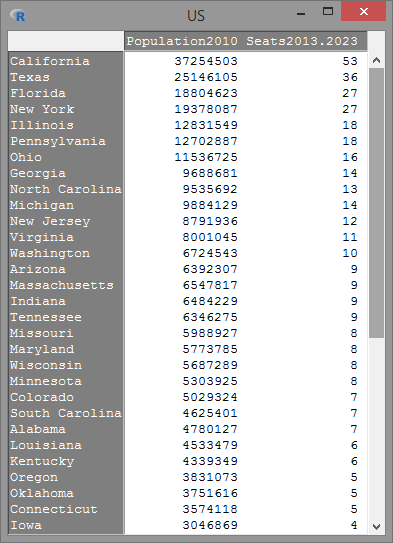 R US
Population2010 Seats2013.2023
California 37254503 53
Texas 25146105 36
Florida 18804623 27
New York 19378087 27
Illinois 12831549 18
Pennsylvania 12702887 18
Ohio 11536725 16
Georgia 9688681 14
North Carolina 9535692 13
Michigan 9884129 14
New Jersey 8791936 12
Virginia 8001045 11
Washington 6724543 10
Arizona 6392307 9
Massachusetts 6547817 9
Indiana 6484229 9
Tennessee 6346275 9
Missouri 5988927 8
Maryland 5773785 8
Wisconsin 5687289 8
Minnesota 5303925 8
Colorado 5029324 7
South Carolina 4625401 7
Alabama 4780127 7
Louisiana 4533479 6
Kentucky 4339349 6
Oregon 3831073 5
Oklahoma 3751616 5
Connecticut 3574118 5
Iowa 3046869 4